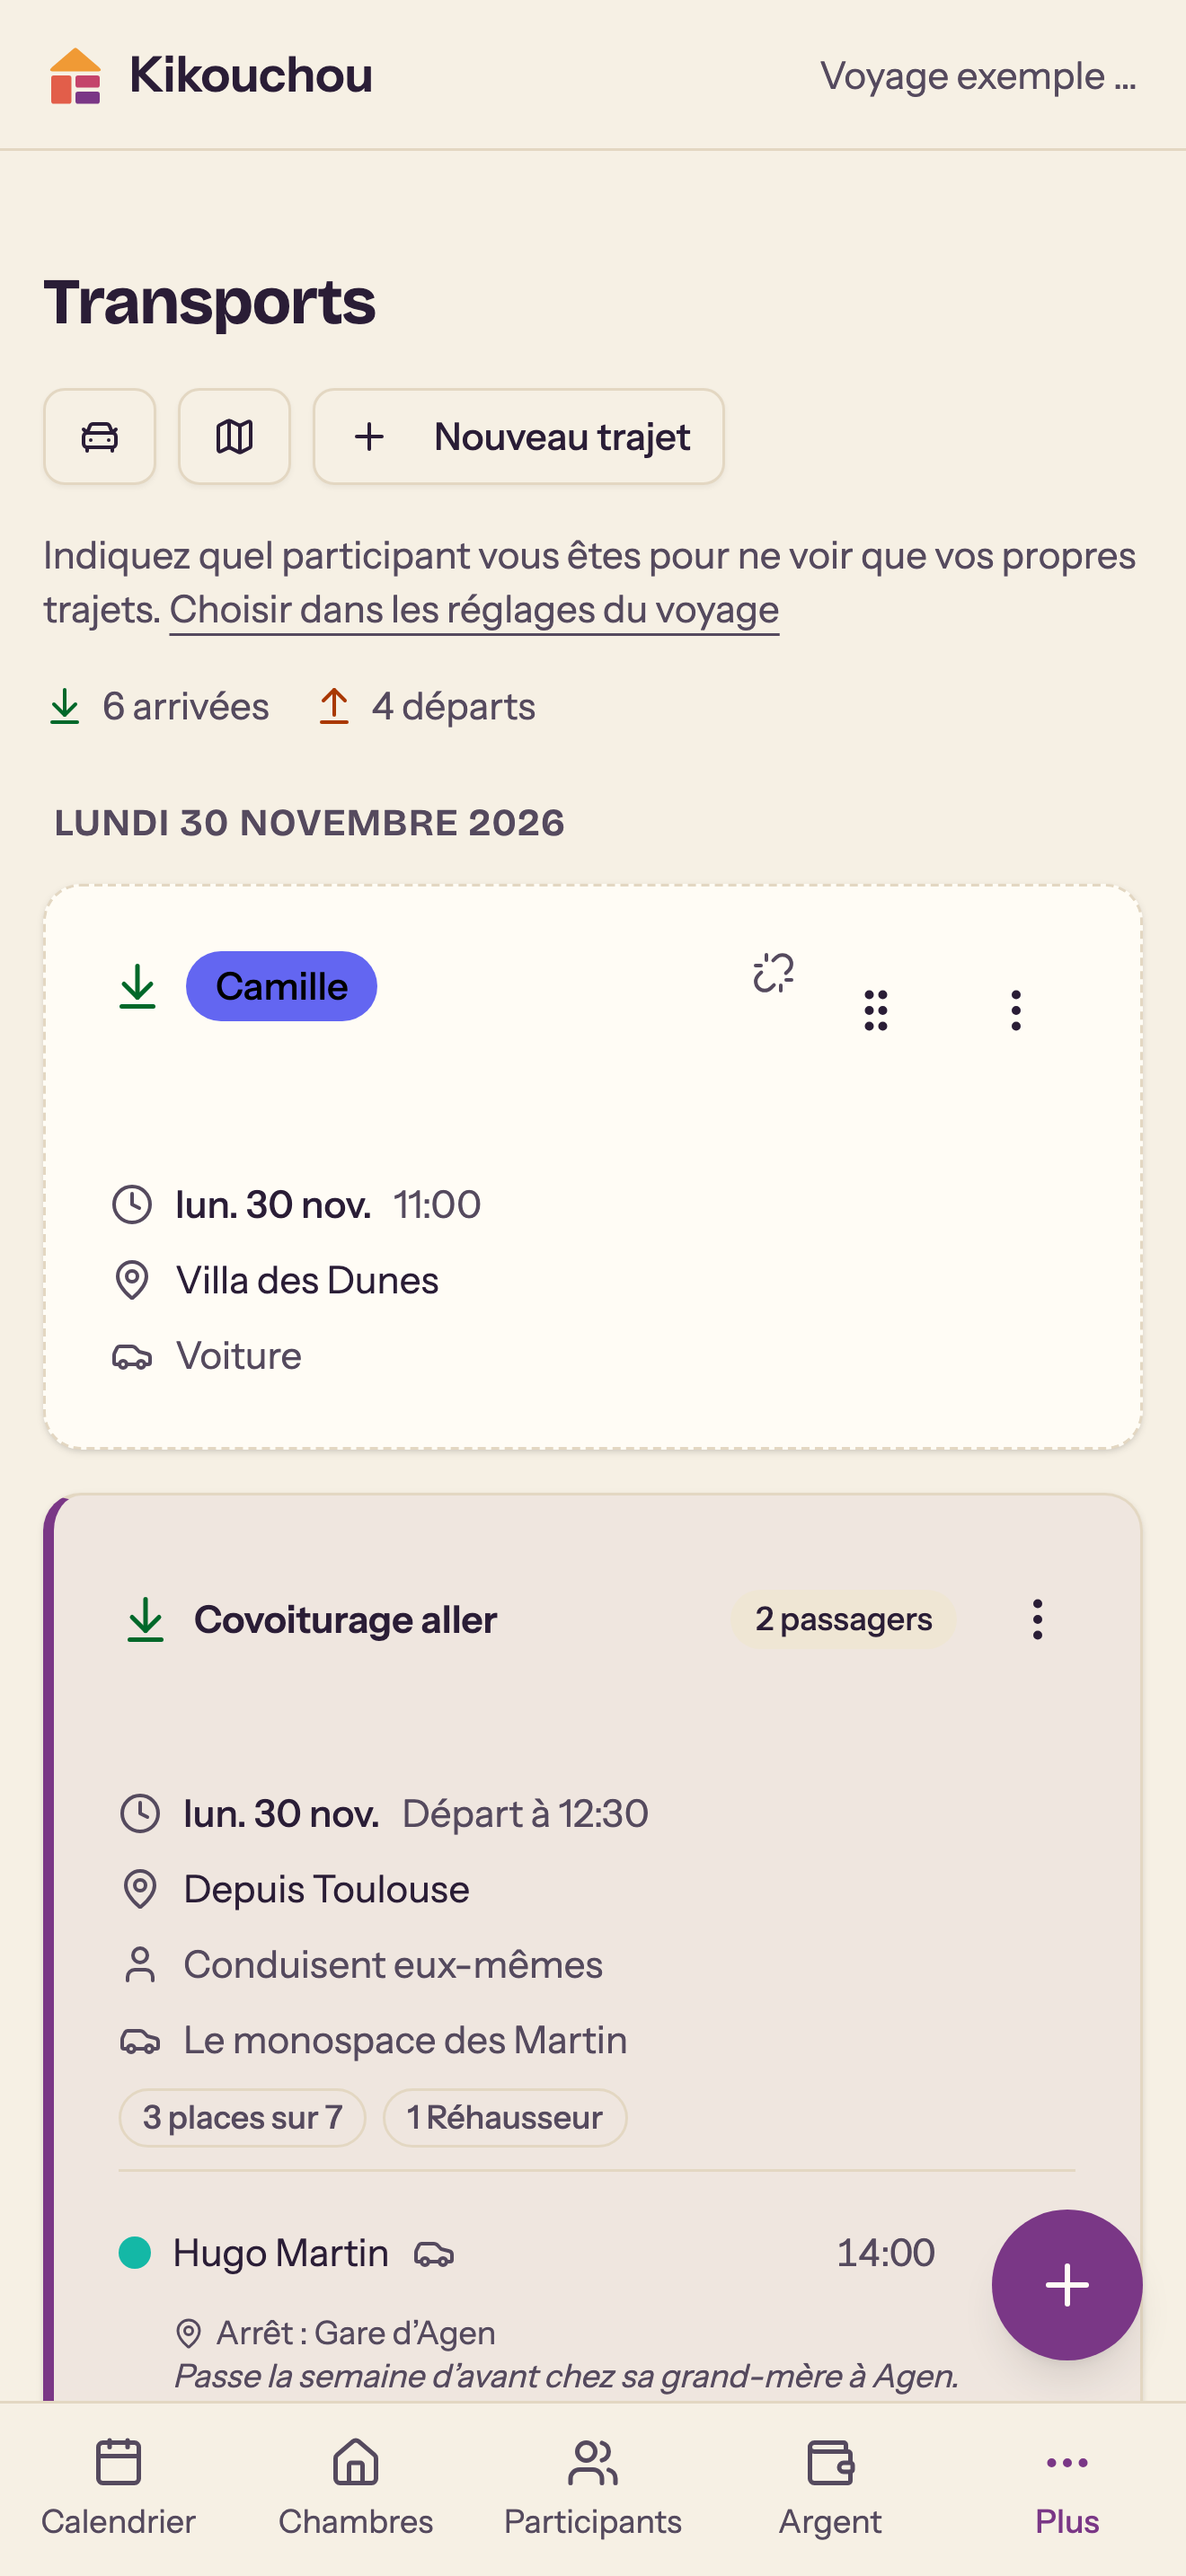 Kikouchou
Voyage exemple ...
Transports
Nouveau trajet
Indiquez quel participant vous êtes pour ne voir que vos propres
trajets. Choisir dans les réglages du voyage
6 arrivées
4 départs
LUNDI 30 NOVEMBRE 2026
Camille
lun. 30 nov. 11:00
Villa des Dunes
Voiture
Covoiturage aller
2 passagers
lun. 30 nov. Départ à 12:30
Depuis Toulouse
Conduisent eux-mêmes
Le monospace des Martin
3 places sur 7
1 Réhausseur
Hugo Martin
14:00
Arrêt : Gare d’Agen
Passe la semaine d’avant chez sa grand-mère à Agen.
Calendrier
Chambres
Participants
Argent
Plus